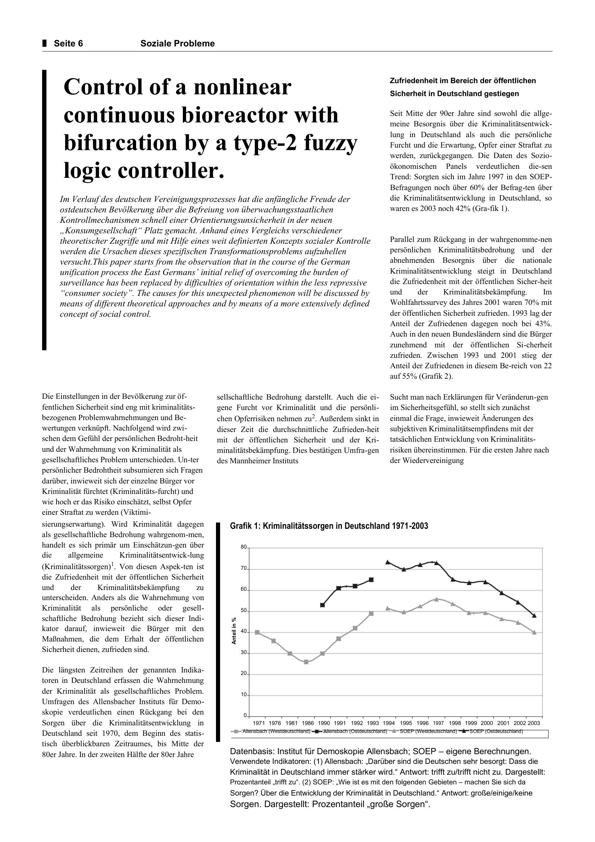 Seite 6 Soziale Probleme
Control of a nonlinear
continuous bioreactor with
bifurcation by a type-2 fuzzy
logic controller.
Im Verlauf des deutschen Vereinigungsprozesses hat die anfängliche Freude der
ostdeutschen Bevölkerung über die Befreiung von überwachungsstaatlichen
Kontrollmechanismen schnell einer Orientierungsunsicherheit in der neuen
„Konsumgesellschaft“ Platz gemacht. Anhand eines Vergleichs verschiedener
theoretischer Zugriffe und mit Hilfe eines weit definierten Konzepts sozialer Kontrolle
werden die Ursachen dieses spezifischen Transformationsproblems aufzuhellen
versucht.This paper starts from the observation that in the course of the German
unification process the East Germans´ initial relief of overcoming the burden of
surveillance has been replaced by difficulties of orientation within the less repressive
“consumer society”. The causes for this unexpected phenomenon will be discussed by
means of different theoretical approaches and by means of a more extensively defined
concept of social control.
Zufriedenheit im Bereich der öffentlichen
Sicherheit in Deutschland gestiegen
Seit Mitte der 90er Jahre sind sowohl die allge-
meine Besorgnis über die Kriminalitätsentwick-
lung in Deutschland als auch die persönliche
Furcht und die Erwartung, Opfer einer Straftat zu
werden, zurückgegangen. Die Daten des Sozio-
ökonomischen Panels verdeutlichen die-sen
Trend: Sorgten sich im Jahre 1997 in den SOEP-
Befragungen noch über 60% der Befrag-ten über
die Kriminalitätsentwicklung in Deutschland, so
waren es 2003 noch 42% (Gra-fik 1).
Parallel zum Rückgang in der wahrgenomme-nen
persönlichen Kriminalitätsbedrohung und der
abnehmenden Besorgnis über die nationale
Kriminalitätsentwicklung steigt in Deutschland
die Zufriedenheit mit der öffentlichen Sicher-heit
und der Kriminalitätsbekämpfung. Im
Wohlfahrtssurvey des Jahres 2001 waren 70% mit
der öffentlichen Sicherheit zufrieden. 1993 lag der
Anteil der Zufriedenen dagegen noch bei 43%.
Auch in den neuen Bundesländern sind die Bürger
zunehmend mit der öffentlichen Si-cherheit
zufrieden. Zwischen 1993 und 2001 stieg der
Anteil der Zufriedenen in diesem Be-reich von 22
auf 55% (Grafik 2).
Die Einstellungen in der Bevölkerung zur öf-
fentlichen Sicherheit sind eng mit kriminalitäts-
bezogenen Problemwahrnehmungen und Be-
wertungen verknüpft. Nachfolgend wird zwi-
schen dem Gefühl der persönlichen Bedroht-heit
und der Wahrnehmung von Kriminalität als
gesellschaftliches Problem unterschieden. Un-ter
persönlicher Bedrohtheit subsumieren sich Fragen
darüber, inwieweit sich der einzelne Bürger vor
Kriminalität fürchtet (Kriminalitäts-furcht) und
wie hoch er das Risiko einschätzt, selbst Opfer
einer Straftat zu werden (Viktimi-
sierungserwartung). Wird Kriminalität dagegen
als gesellschaftliche Bedrohung wahrgenom-men,
handelt es sich primär um Einschätzun-gen über
die allgemeine Kriminalitätsentwick-lung
(Kriminalitätssorgen)1. Von diesen Aspek-ten ist
die Zufriedenheit mit der öffentlichen Sicherheit
und der Kriminalitätsbekämpfung zu
unterscheiden. Anders als die Wahrnehmung von
Kriminalität als persönliche oder gesell-
schaftliche Bedrohung bezieht sich dieser Indi-
kator darauf, inwieweit die Bürger mit den
Maßnahmen, die dem Erhalt der öffentlichen
Sicherheit dienen, zufrieden sind.
Die längsten Zeitreihen der genannten Indika-
toren in Deutschland erfassen die Wahrnehmung
der Kriminalität als gesellschaftliches Problem.
Umfragen des Allensbacher Instituts für Demo-
skopie verdeutlichen einen Rückgang bei den
Sorgen über die Kriminalitätsentwicklung in
Deutschland seit 1970, dem Beginn des statis-
tisch überblickbaren Zeitraumes, bis Mitte der
80er Jahre. In der zweiten Hälfte der 80er Jahre
sellschaftliche Bedrohung darstellt. Auch die ei-
gene Furcht vor Kriminalität und die persönli-
chen Opferrisiken nehmen zu2. Außerdem sinkt in
dieser Zeit die durchschnittliche Zufrieden-heit
mit der öffentlichen Sicherheit und der Kri-
minalitätsbekämpfung. Dies bestätigen Umfra-gen
des Mannheimer Instituts
Sucht man nach Erklärungen für Veränderun-gen
im Sicherheitsgefühl, so stellt sich zunächst
einmal die Frage, inwieweit Änderungen des
subjektiven Kriminalitätsempfindens mit der
tatsächlichen Entwicklung von Kriminalitäts-
risiken übereinstimmen. Für die ersten Jahre nach
der Wiedervereinigung
Grafik 1: Kriminalitätssorgen in Deutschland 1971-2003
Anteil in %
80
70
60
50
40
30
20
10
0
1971 1976 1981 1986 1990 1991 1992 1993 1994 1995 1996 1997 1998 1999 2000 2001 2002 2003
Allensbach (Westdeutschland) Allensbach (Ostdeutschland) SOEP (Westdeutschland) SOEP (Ostdeutschland)
Datenbasis: Institut für Demoskopie Allensbach; SOEP – eigene Berechnungen.
Verwendete Indikatoren: (1) Allensbach: „Darüber sind die Deutschen sehr besorgt: Dass die
Kriminalität in Deutschland immer stärker wird.“ Antwort: trifft zu/trifft nicht zu. Dargestellt:
Prozentanteil „trifft zu“. (2) SOEP: „Wie ist es mit den folgenden Gebieten – machen Sie sich da
Sorgen? Über die Entwicklung der Kriminalität in Deutschland.“ Antwort: große/einige/keine
Sorgen. Dargestellt: Prozentanteil „große Sorgen“.